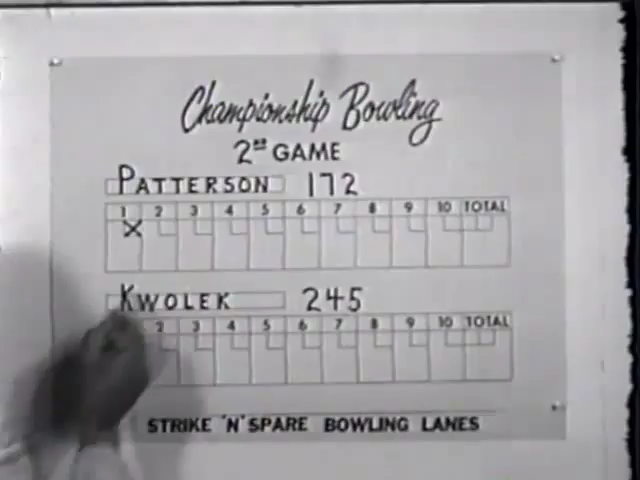 Championship Bowling
2ND GAME
PATTERSON 172
1 2 3 4 5 6 7 8 9 10 TOTAL
X
KWOLEK 245
2 3 4 5 6 7 8 9 10 TOTAL
STRIKE 'N' SPARE BOWLING LANES